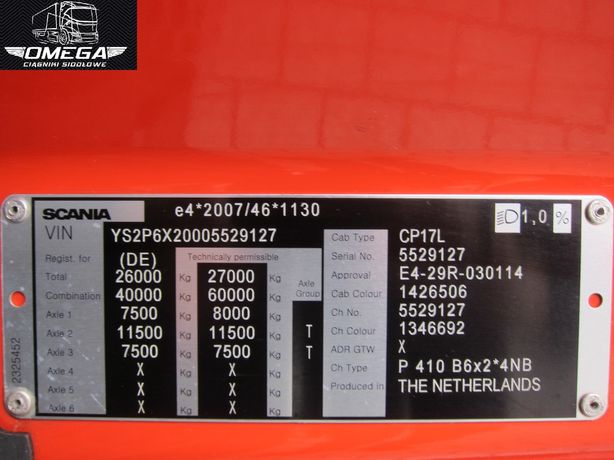 OMEGA
CIĄGNIKI SIODŁOWE
SCANIA e4*2007/46*1130 1,0 %
VIN YS2P6X20005529127 Cab Type CP17L
Regist. for (DE) Technically permissible Serial No. 5529127
Total 26000 Kg 27000 Kg Axle Group Approval E4-29R-030114
Combination 40000 Kg 60000 Kg Cab Colour 1426506
Axle 1 7500 Kg 8000 Kg Ch No. 5529127
Axle 2 11500 Kg 11500 Kg T Ch Colour 1346692
Axle 3 7500 Kg 7500 Kg T ADR GTW X
Axle 4 X Kg X Kg Ch Type P 410 B6x2*4NB
Axle 5 X Kg X Kg Produced in THE NETHERLANDS
Axle 6 X Kg X Kg
2325452